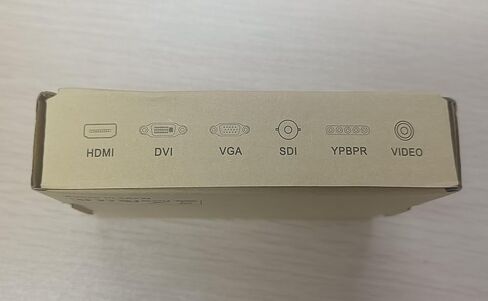 HDMI DVI VGA SDI YPBPR VIDEO